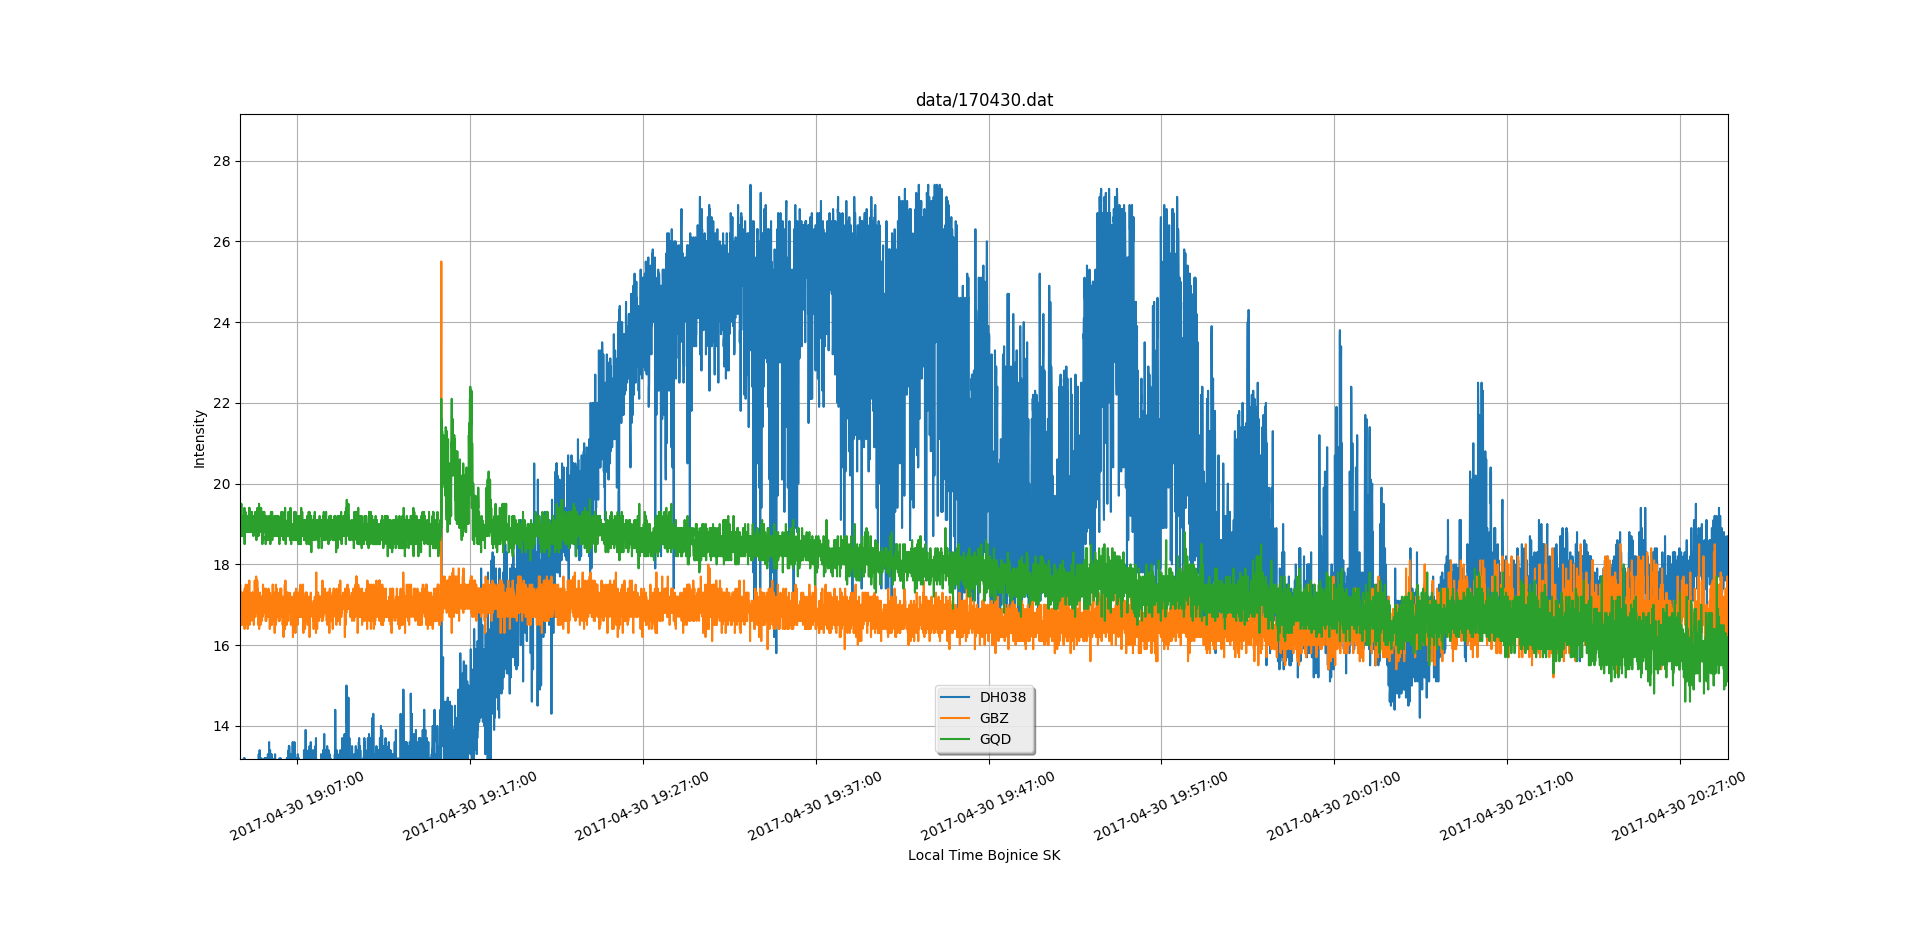 data/170430.dat
28
26
24
22
20
18
16
14
Intensity
DH038
GBZ
GQD
2017-04-30 19:07:00
2017-04-30 19:17:00
2017-04-30 19:27:00
2017-04-30 19:37:00
2017-04-30 19:47:00
2017-04-30 19:57:00
2017-04-30 20:07:00
2017-04-30 20:17:00
2017-04-30 20:27:00
Local Time Bojnice SK